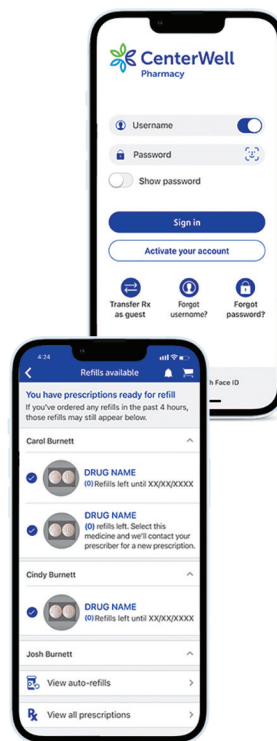 CenterWell
Pharmacy
Username
Password
Show password
Sign in
Activate your account
Transfer Rx
as guest
Forgot
username?
Forgot
password?
h Face ID
4:24
Refills available
You have prescriptions ready for refill
If you've ordered any refills in the past 4 hours,
those refills may still appear below.
Carol Burnett
DRUG NAME
(0) Refills left until XX/XX/XXXX
DRUG NAME
(0) refills left. Select this
medicine and we'll contact your
prescriber for a new prescription.
Cindy Burnett
DRUG NAME
(0) Refills left until XX/XX/XXXX
Josh Burnett
View auto-refills
View all prescriptions